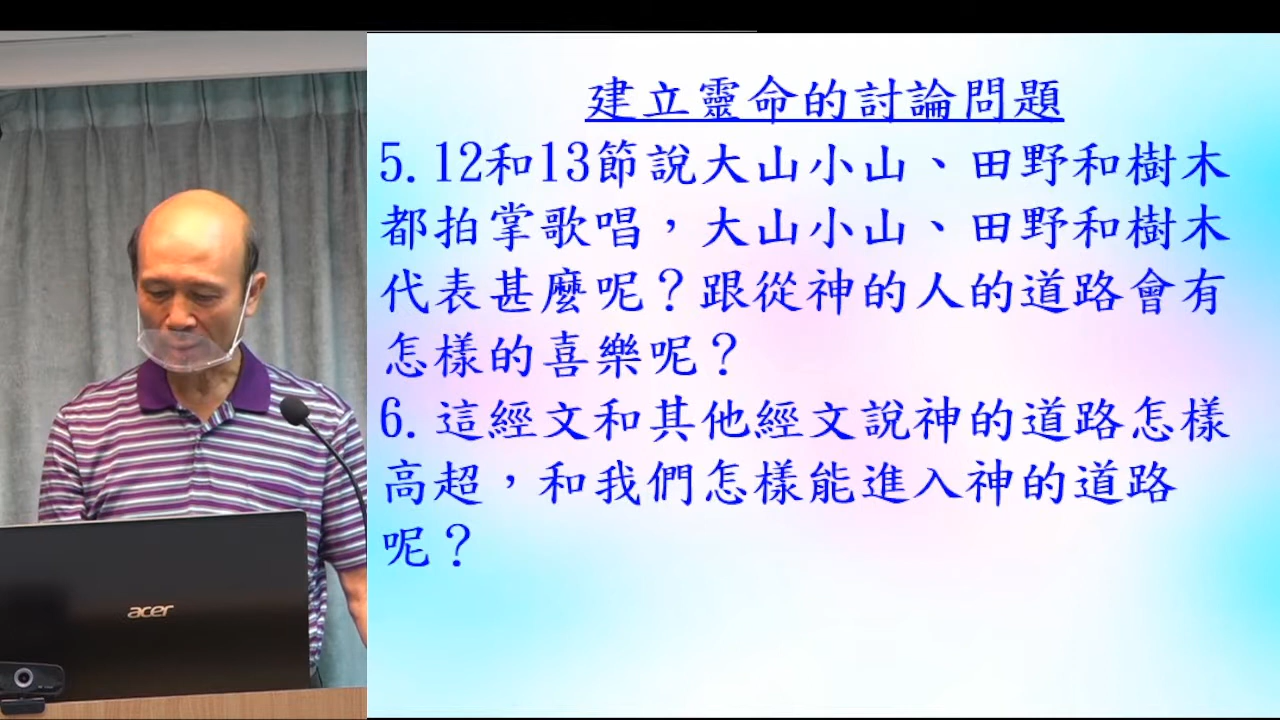 建立靈命的討論問題
5.12和13節說大山小山、田野和樹木
都拍掌歌唱，大山小山、田野和樹木
代表甚麼呢？跟從神的人的道路會有
怎樣的喜樂呢？
6.這經文和其他經文說神的道路怎樣
高超，和我們怎樣能進入神的道路
呢？
acer